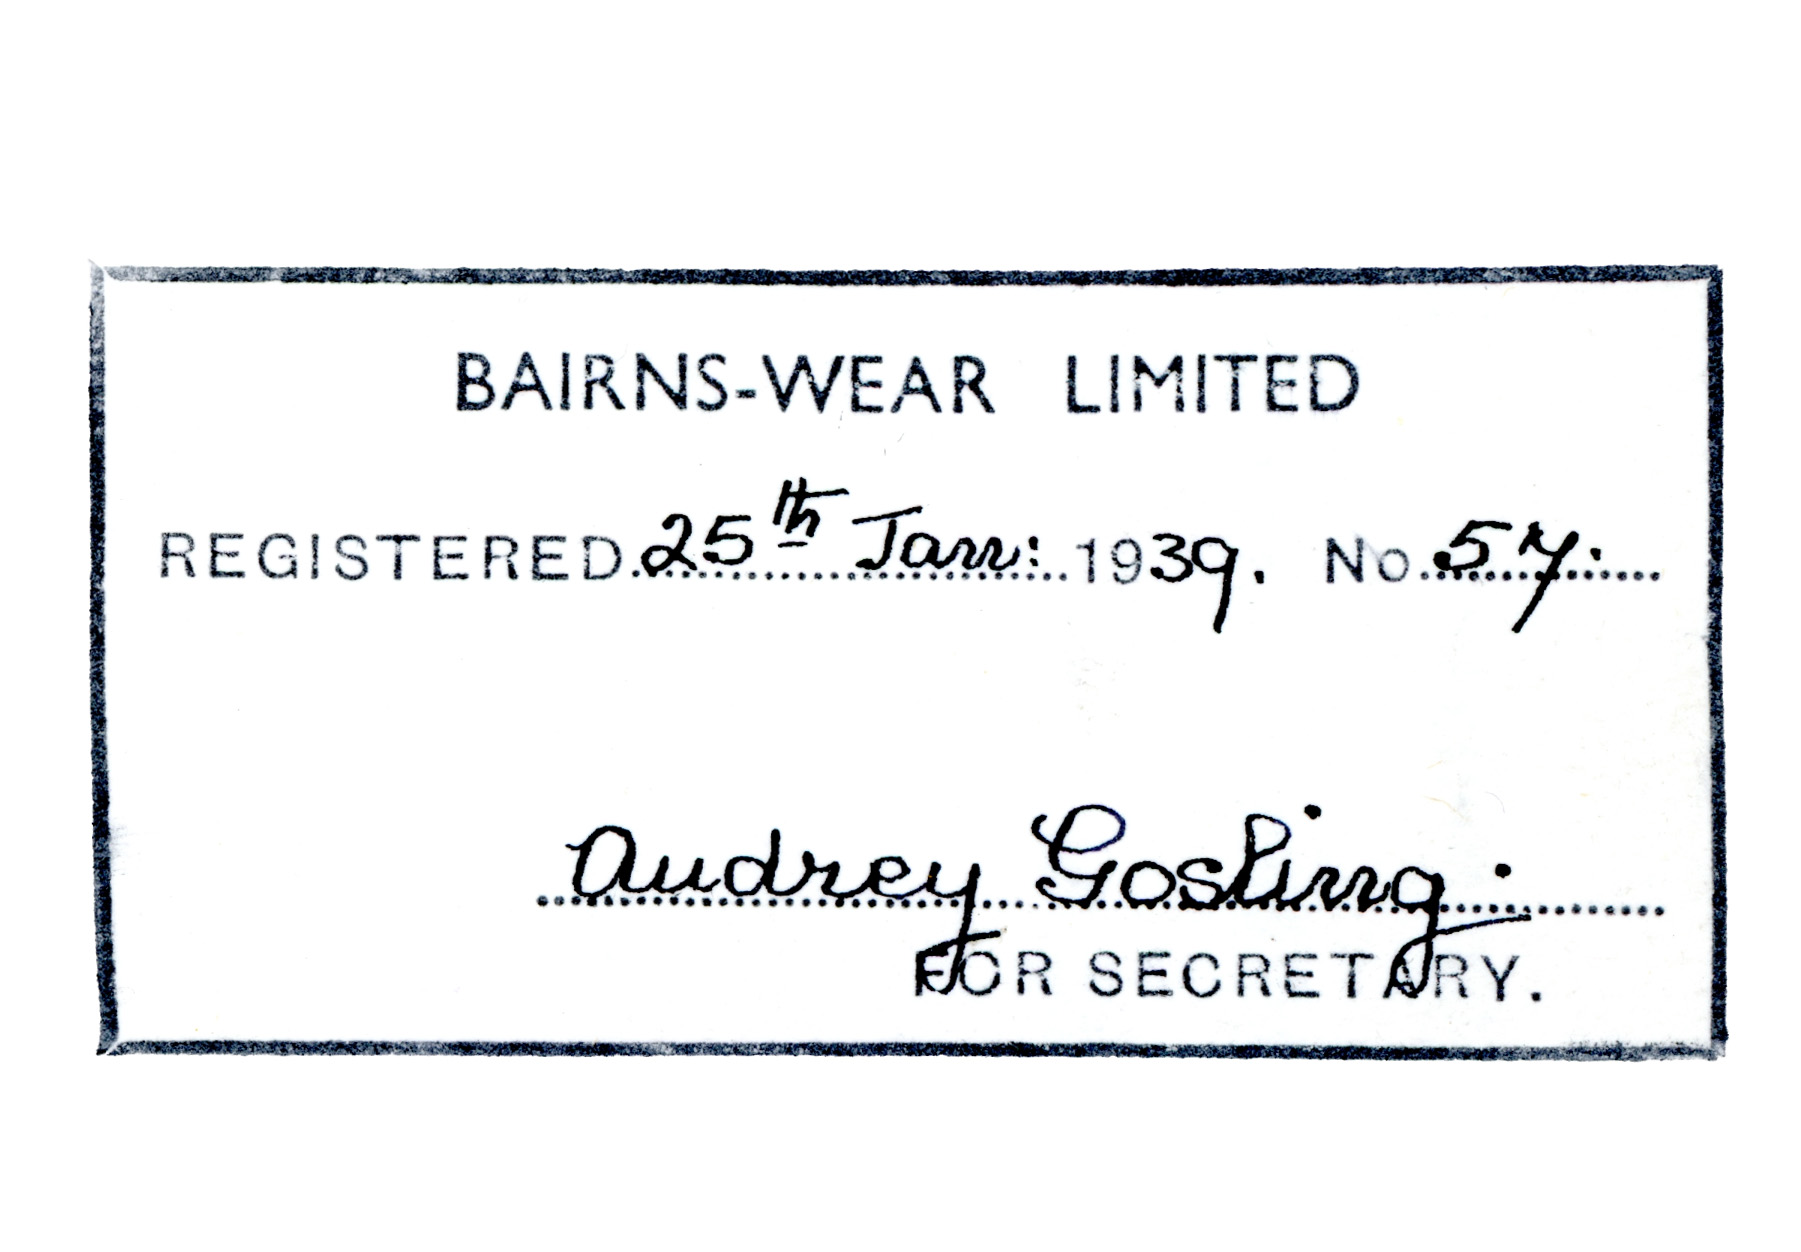 BAIRNS-WEAR LIMITED
REGISTERED 25th Jan: 1939. No 57.
Audrey Gosling.
FOR SECRETARY.